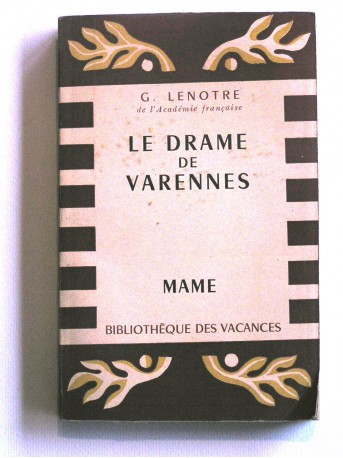 G. LENOTRE
de l'Académie française
LE DRAME
DE
VARENNES
MAME
BIBLIOTHÈQUE DES VACANCES